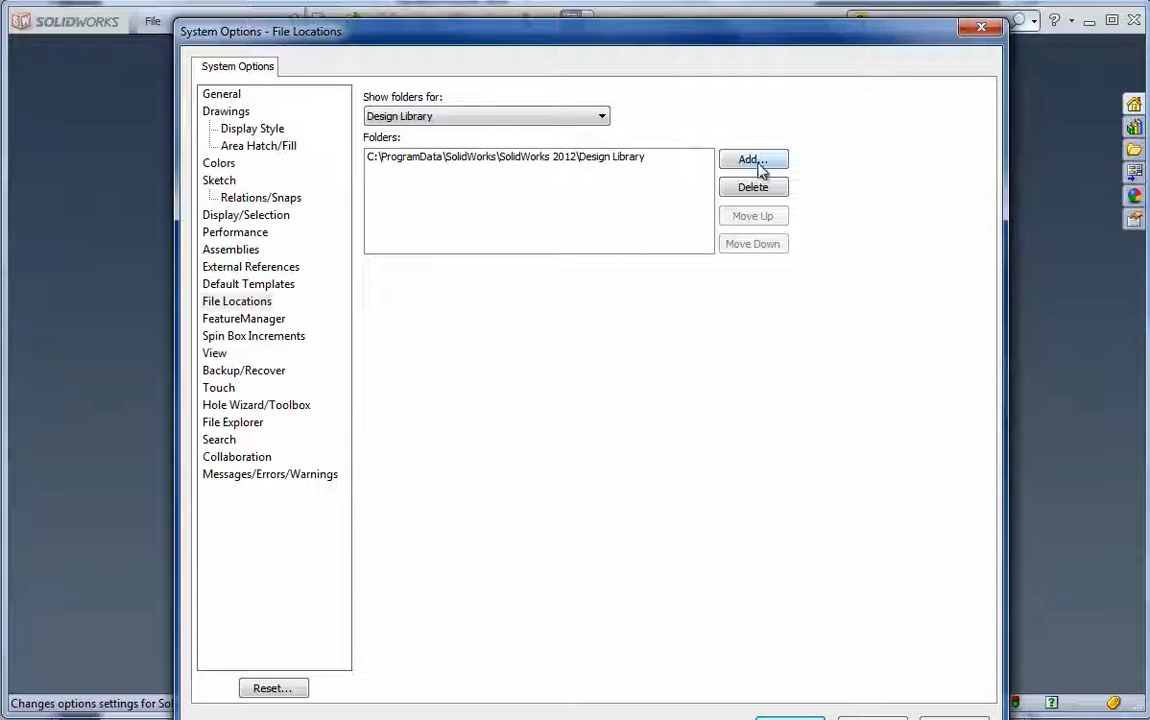 SOLIDWORKS File
System Options - File Locations
System Options
General
Drawings
Display Style
Area Hatch/Fill
Colors
Sketch
Relations/Snaps
Display/Selection
Performance
Assemblies
External References
Default Templates
File Locations
FeatureManager
Spin Box Increments
View
Backup/Recover
Touch
Hole Wizard/Toolbox
File Explorer
Search
Collaboration
Messages/Errors/Warnings
Reset...
Show folders for:
Design Library
Folders:
C:\ProgramData\SolidWorks\SolidWorks 2012\Design Library
Add...
Delete
Move Up
Move Down
Changes options settings for Sol